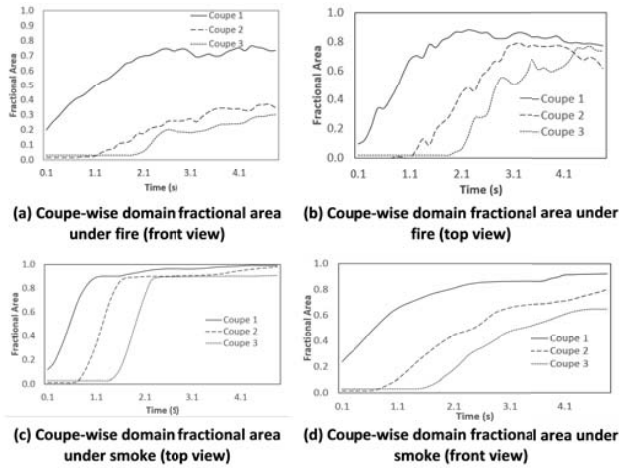 Coupe 1
Coupe 2
Coupe 3
Fractional Area
1.0
0.9
0.8
0.7
0.6
0.5
0.4
0.3
0.2
0.1
0.0
0.1 1.1 2.1 3.1 4.1
Time (s
(a) Coupe-wise domain fractional area
under fire (front view)
Fractional Area
1.0
0.8
0.6
0.4
0.2
0.0
Coupe 1
Coupe 2
Coupe 3
0.1 1.1 2.1 3.1 4.1
Time (s)
(b) Coupe-wise domain fractional area under
fire (top view)
Fractional Area
1.0
0.8
0.6
0.4
0.2
0.0
Coupe 1
Coupe 2
Coupe 3
0.1 1.1 2.1 3.1 4.1
Time (s)
(c) Coupe-wise domain fractional area
under smoke (top view)
Fractional Area
1.0
0.8
0.6
0.4
0.2
0.0
Coupe 1
Coupe 2
Coupe 3
0.1 1.1 2.1 3.1 4.1
Time (s)
(d) Coupe-wise domain fractional area under
smoke (front view)